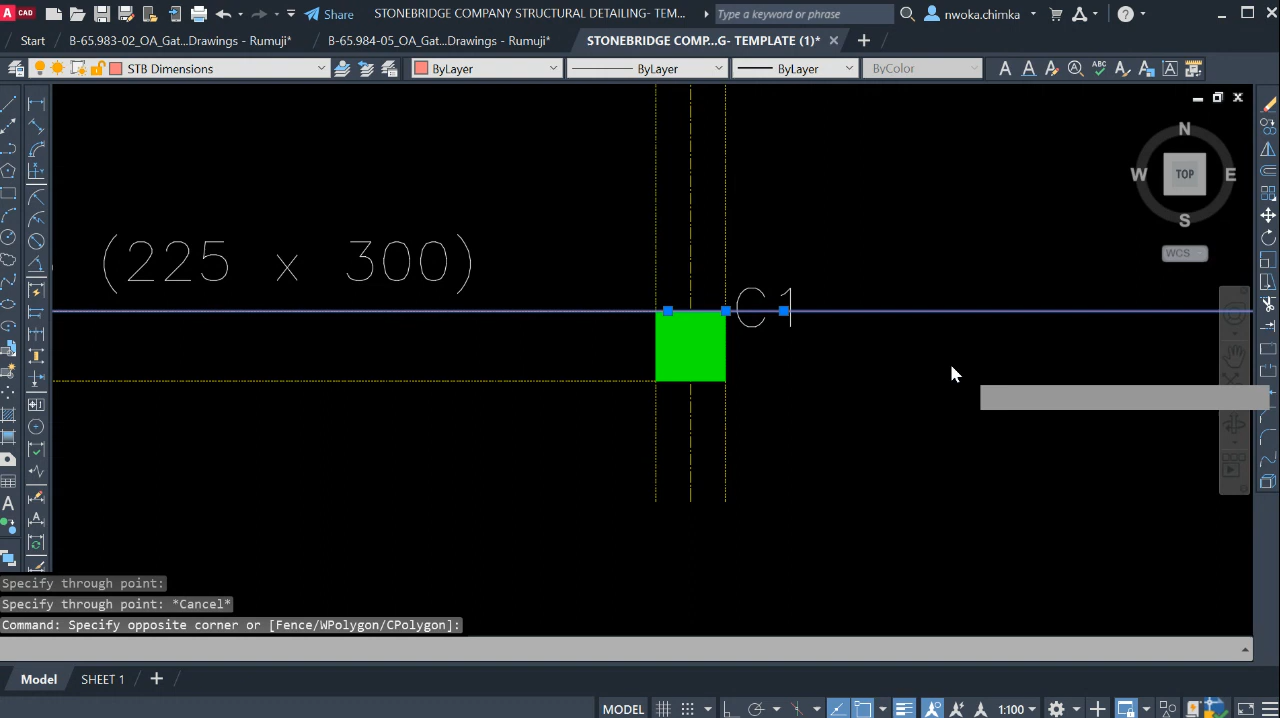 CAD
Share
STONEBRIDGE COMPANY STRUCTURAL DETAILING- TEM...
Type a keyword or phrase
nwoka.chimka
Start
B-65.983-02_OA_Gat...Drawings - Rumuji*
B-65.984-05_OA_Gat...Drawings - Rumuji*
STONEBRIDGE COMP...G- TEMPLATE (1)*
STB Dimensions
ByLayer
ByLayer
ByLayer
ByColor
N
W
TOP
E
S
WCS
(225 x 300)
C1
Specify through point:
Specify through point: *Cancel*
Command: Specify opposite corner or [Fence/WPolygon/CPolygon]:
Model
SHEET 1
MODEL
1:100